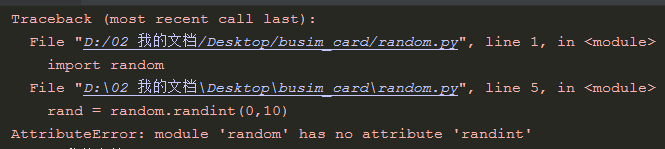 Traceback (most recent call last):
File "D:/02 我的文档/Desktop/busim_card/random.py", line 1, in <module>
import random
File "D:\02 我的文档\Desktop\busim_card\random.py", line 5, in <module>
rand = random.randint(0,10)
AttributeError: module 'random' has no attribute 'randint'